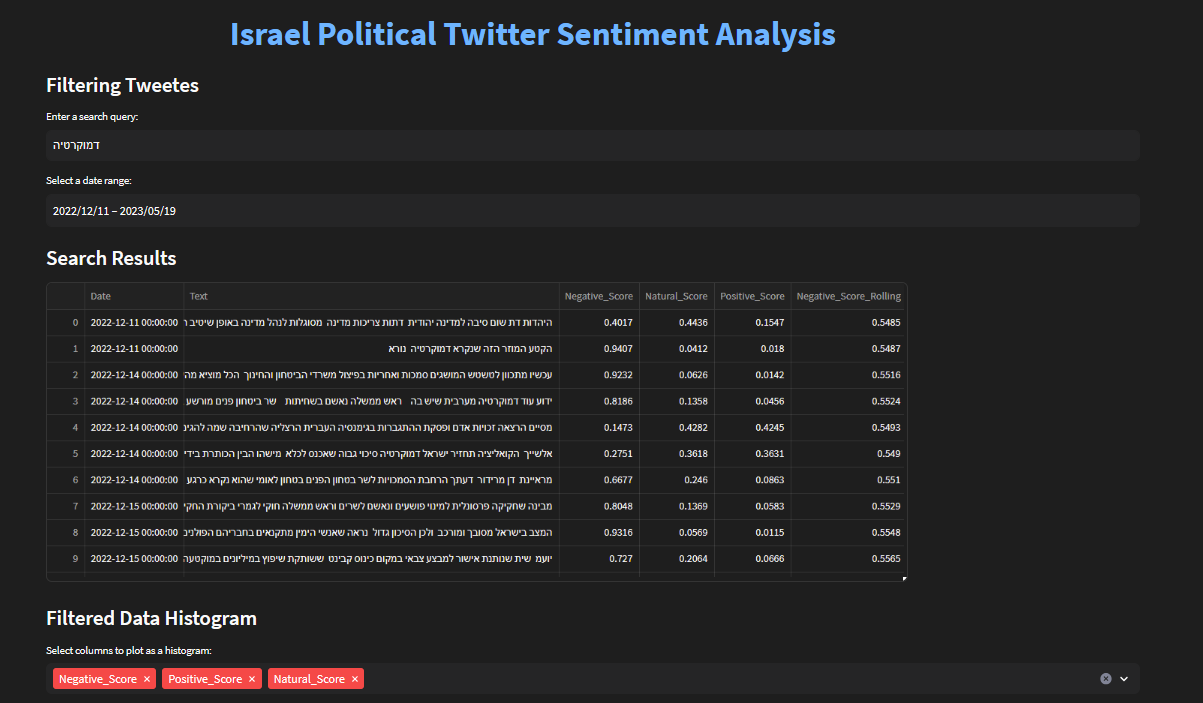 Israel Political Twitter Sentiment Analysis
Filtering Tweetes
Enter a search query:
דמוקרטיה
Select a date range:
2022/12/11 – 2023/05/19
Search Results
Date Text Negative_Score Natural_Score Positive_Score Negative_Score_Rolling
0 2022-12-11 00:00:00 היהדות דת שום סיבה למדינה יהודית דתות צריכות מדינה מסוגלות לנהל מדינה באופן שיטיב 0.4017 0.4436 0.1547 0.5485
1 2022-12-11 00:00:00 הקטע המוזר הזה שנקרא דמוקרטיה נורא 0.9407 0.0412 0.018 0.5487
2 2022-12-14 00:00:00 עכשיו מתכוון לטשטש המושגים סמכות ואחריות בפיצול משרדי הביטחון והחינוך הכל מוציא 0.9232 0.0626 0.0142 0.5516
3 2022-12-14 00:00:00 ידוע עוד דמוקרטיה מערבית שיש בה ראש ממשלה נאשם בשחיתות שר ביטחון פנים מורשע 0.8186 0.1358 0.0456 0.5524
4 2022-12-14 00:00:00 מסיים הרצאה זכויות אדם ופסקת ההתגברות בגימנסיה העברית הרצליה שהרחיבה שמה 0.1473 0.4282 0.4245 0.5493
5 2022-12-14 00:00:00 אלשייך הקואליציה תחזיר ישראל דמוקרטיה סיכוי גבוה שאכנס לכלא מישהו הבין הכותרת 0.2751 0.3618 0.3631 0.549
6 2022-12-14 00:00:00 מראיינת דן מרידור דעתך הרחבת הסמכויות לשר בטחון הפנים בטחון לאומי שהוא נקרא כרגע 0.6677 0.246 0.0863 0.551
7 2022-12-15 00:00:00 מבינה שחקיקה פרסונלית למינוי פושעים ונאשם לשרים וראש ממשלה חוקי לגמרי ביקורת 0.8048 0.1369 0.0583 0.5529
8 2022-12-15 00:00:00 המצב בישראל מסובך ומורכב ולכן הסיכון גדול נראה שאנשי הימין מתקנאים בחבריהם 0.9316 0.0569 0.0115 0.5548
9 2022-12-15 00:00:00 יועמ שית שנותנת אישור למבצע צבאי במקום כינוס קבינט ששותקת שיפוץ במיליונים 0.727 0.2064 0.0666 0.5565
Filtered Data Histogram
Select columns to plot as a histogram:
Negative_Score × Positive_Score × Natural_Score ×